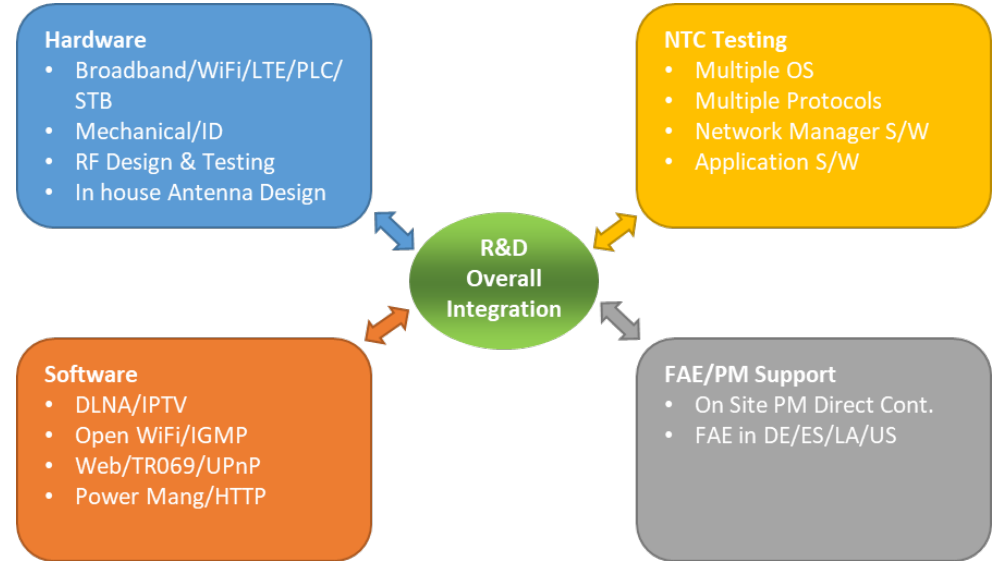 Hardware
• Broadband/WiFi/LTE/PLC/
STB
• Mechanical/ID
• RF Design & Testing
• In house Antenna Design
NTC Testing
• Multiple OS
• Multiple Protocols
• Network Manager S/W
• Application S/W
R&D
Overall
Integration
Software
• DLNA/IPTV
• Open WiFi/IGMP
• Web/TR069/UPnP
• Power Mang/HTTP
FAE/PM Support
• On Site PM Direct Cont.
• FAE in DE/ES/LA/US